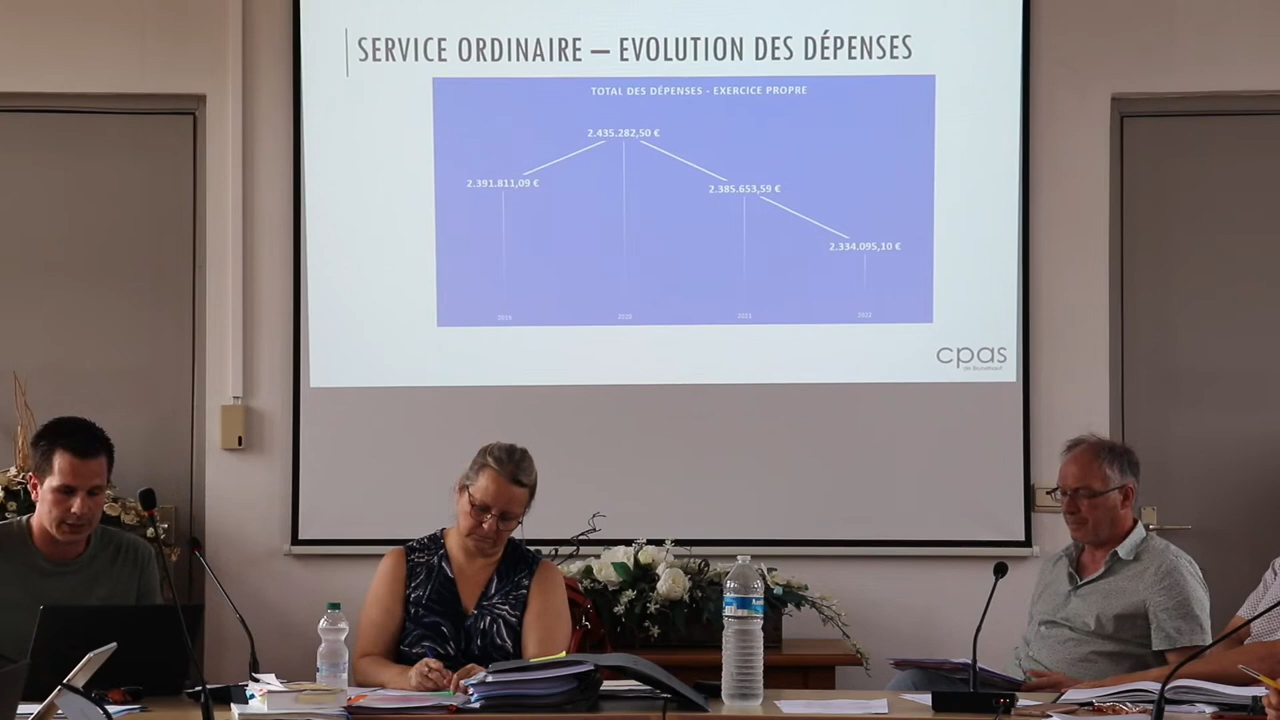 SERVICE ORDINAIRE – EVOLUTION DES DÉPENSES
TOTAL DES DÉPENSES - EXERCICE PROPRE
2.435.282,50 €
2.391.811,09 €
2.385.653,59 €
2.334.095,10 €
2019 2020 2021 2022
cpas